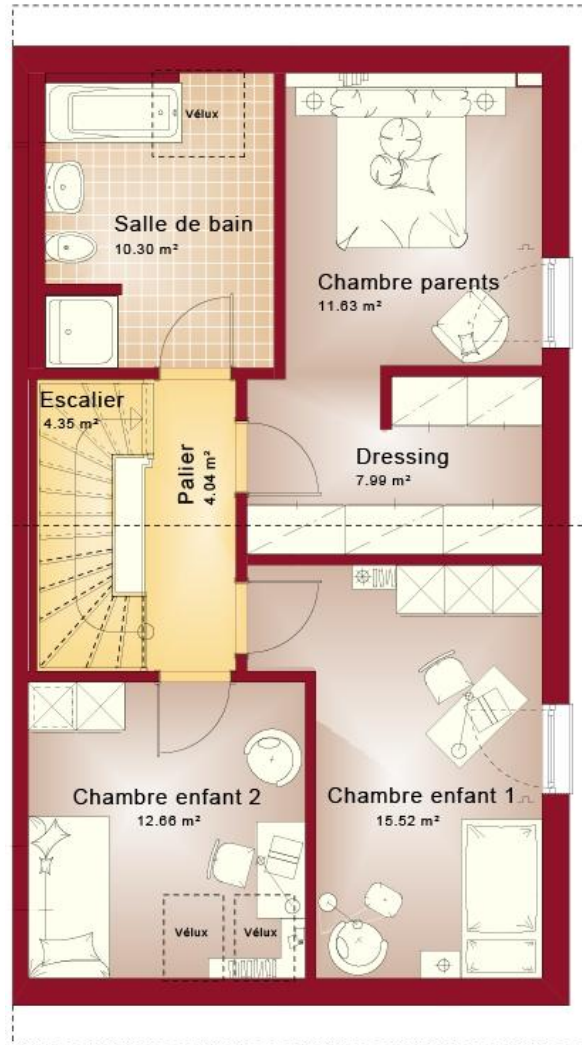 Vélux
Salle de bain
10.30 m²
Chambre parents
11.63 m²
Escalier
4.35 m²
Palier
4.04 m²
Dressing
7.99 m²
Chambre enfant 2
12.66 m²
Chambre enfant 1
15.52 m²
Vélux
Vélux